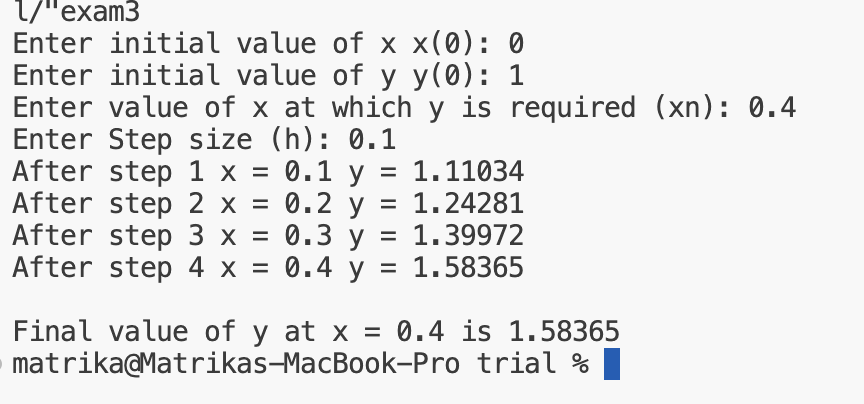 l/"exam3
Enter initial value of x x(0): 0
Enter initial value of y y(0): 1
Enter value of x at which y is required (xn): 0.4
Enter Step size (h): 0.1
After step 1 x = 0.1 y = 1.11034
After step 2 x = 0.2 y = 1.24281
After step 3 x = 0.3 y = 1.39972
After step 4 x = 0.4 y = 1.58365
Final value of y at x = 0.4 is 1.58365
matrika@Matrikas-MacBook-Pro trial %